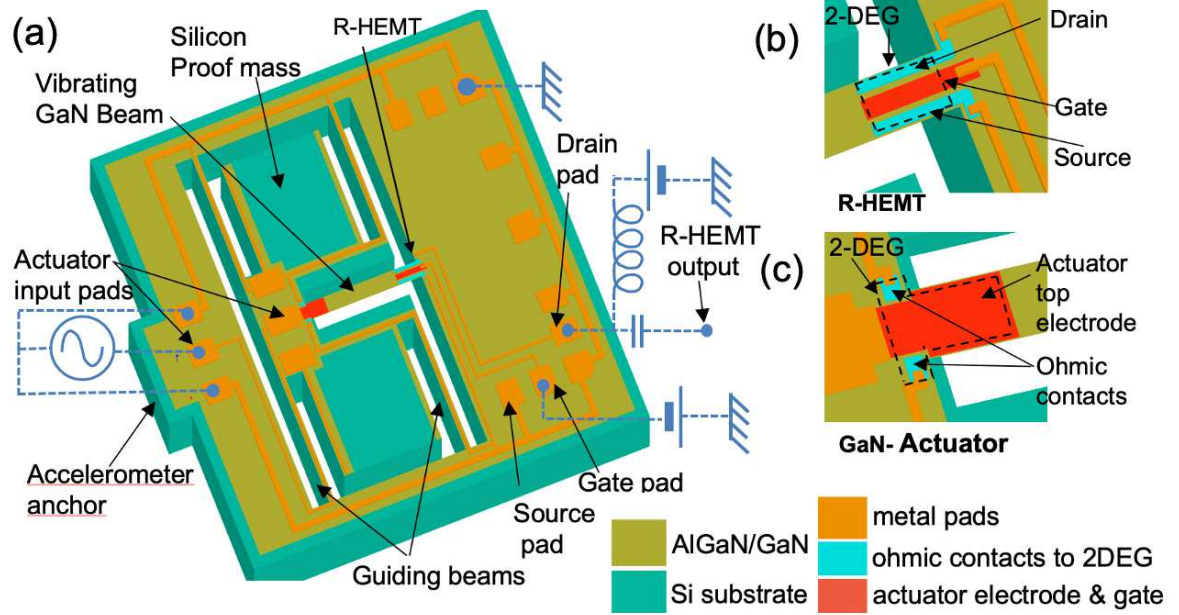 (a)
Silicon
Proof mass
R-HEMT
Vibrating
GaN Beam
Drain
pad
R-HEMT
output
Actuator
input pads
Accelerometer
anchor
Guiding beams
Source
pad
Gate pad
(b)
2-DEG
Drain
Gate
Source
R-HEMT
(c)
2-DEG
Actuator
top
electrode
Ohmic
contacts
GaN- Actuator
AlGaN/GaN
Si substrate
metal pads
ohmic contacts to 2DEG
actuator electrode & gate